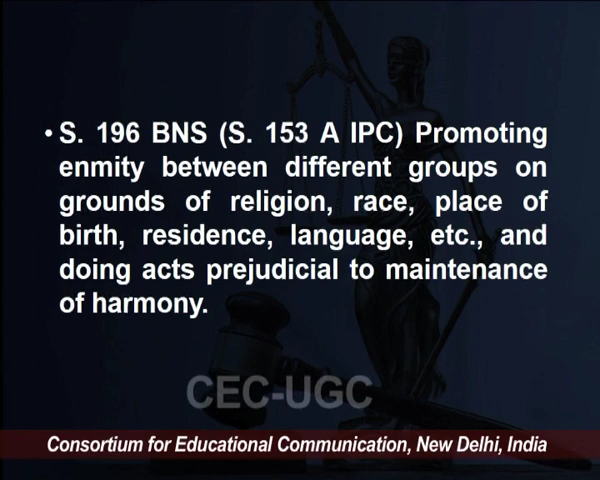 • S. 196 BNS (S. 153 A IPC) Promoting
enmity between different groups on
grounds of religion, race, place of
birth, residence, language, etc., and
doing acts prejudicial to maintenance
of harmony.
CEC-UGC
Consortium for Educational Communication, New Delhi, India